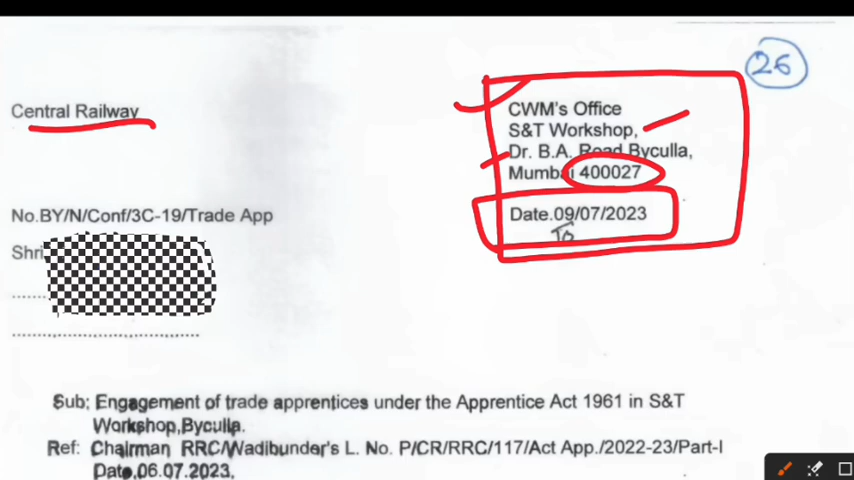 26
Central Railway
CWM's Office
S&T Workshop,
Dr. B.A. Road Byculla,
Mumbai 400027
No.BY/N/Conf/3C-19/Trade App
Date.09/07/2023
To
Shri
Sub; Engagement of trade apprentices under the Apprentice Act 1961 in S&T
Workshop,Byculla.
Ref: Chairman RRC/Wadibunder's L. No. P/CR/RRC/117/Act App./2022-23/Part-I
Date,06.07.2023,